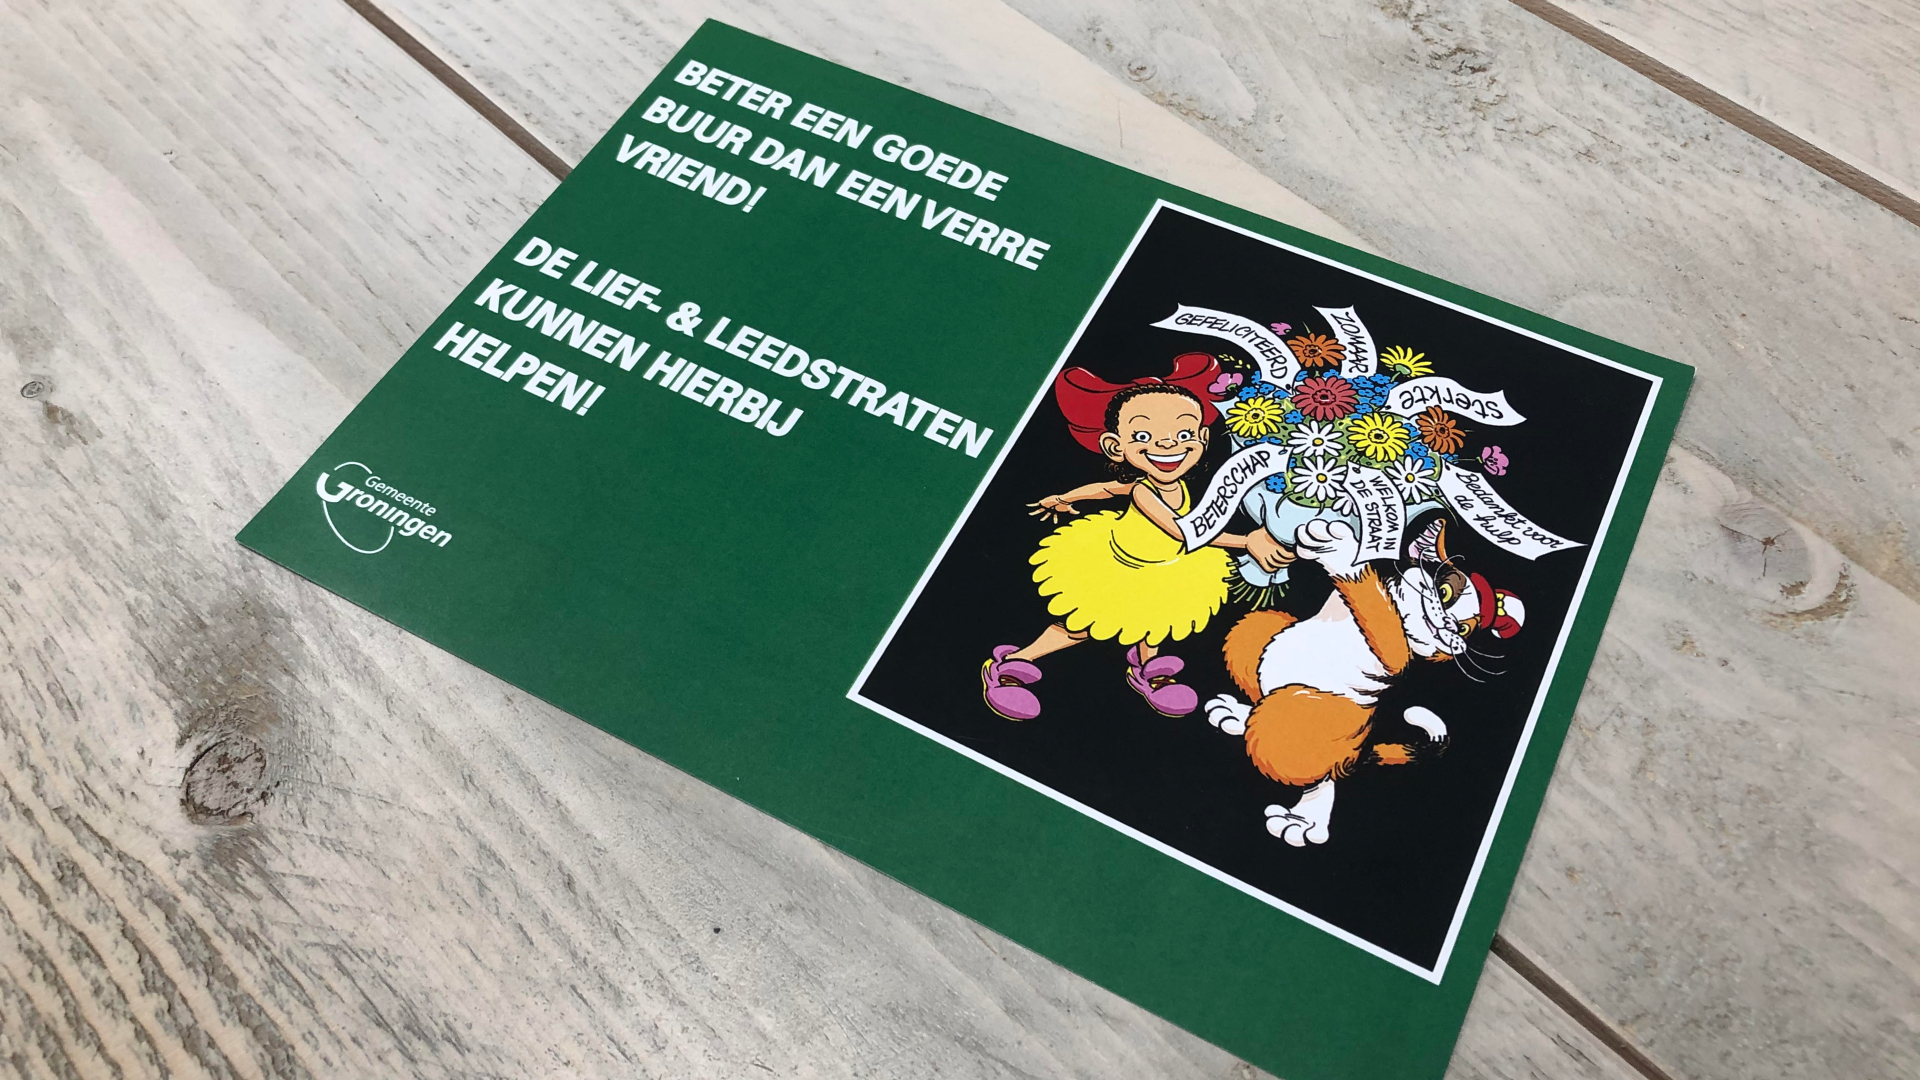 BETER EEN GOEDE
BUUR DAN EEN VERRE
VRIEND!
DE LIEF- & LEEDSTRATEN
KUNNEN HIERBIJ
HELPEN!
Gemeente
Groningen
GEFELICITEERD
ZOMAAR
sterkte
BETERSCHAP
WELKOM IN
DE STRAAT
Bedankt voor
de hulp